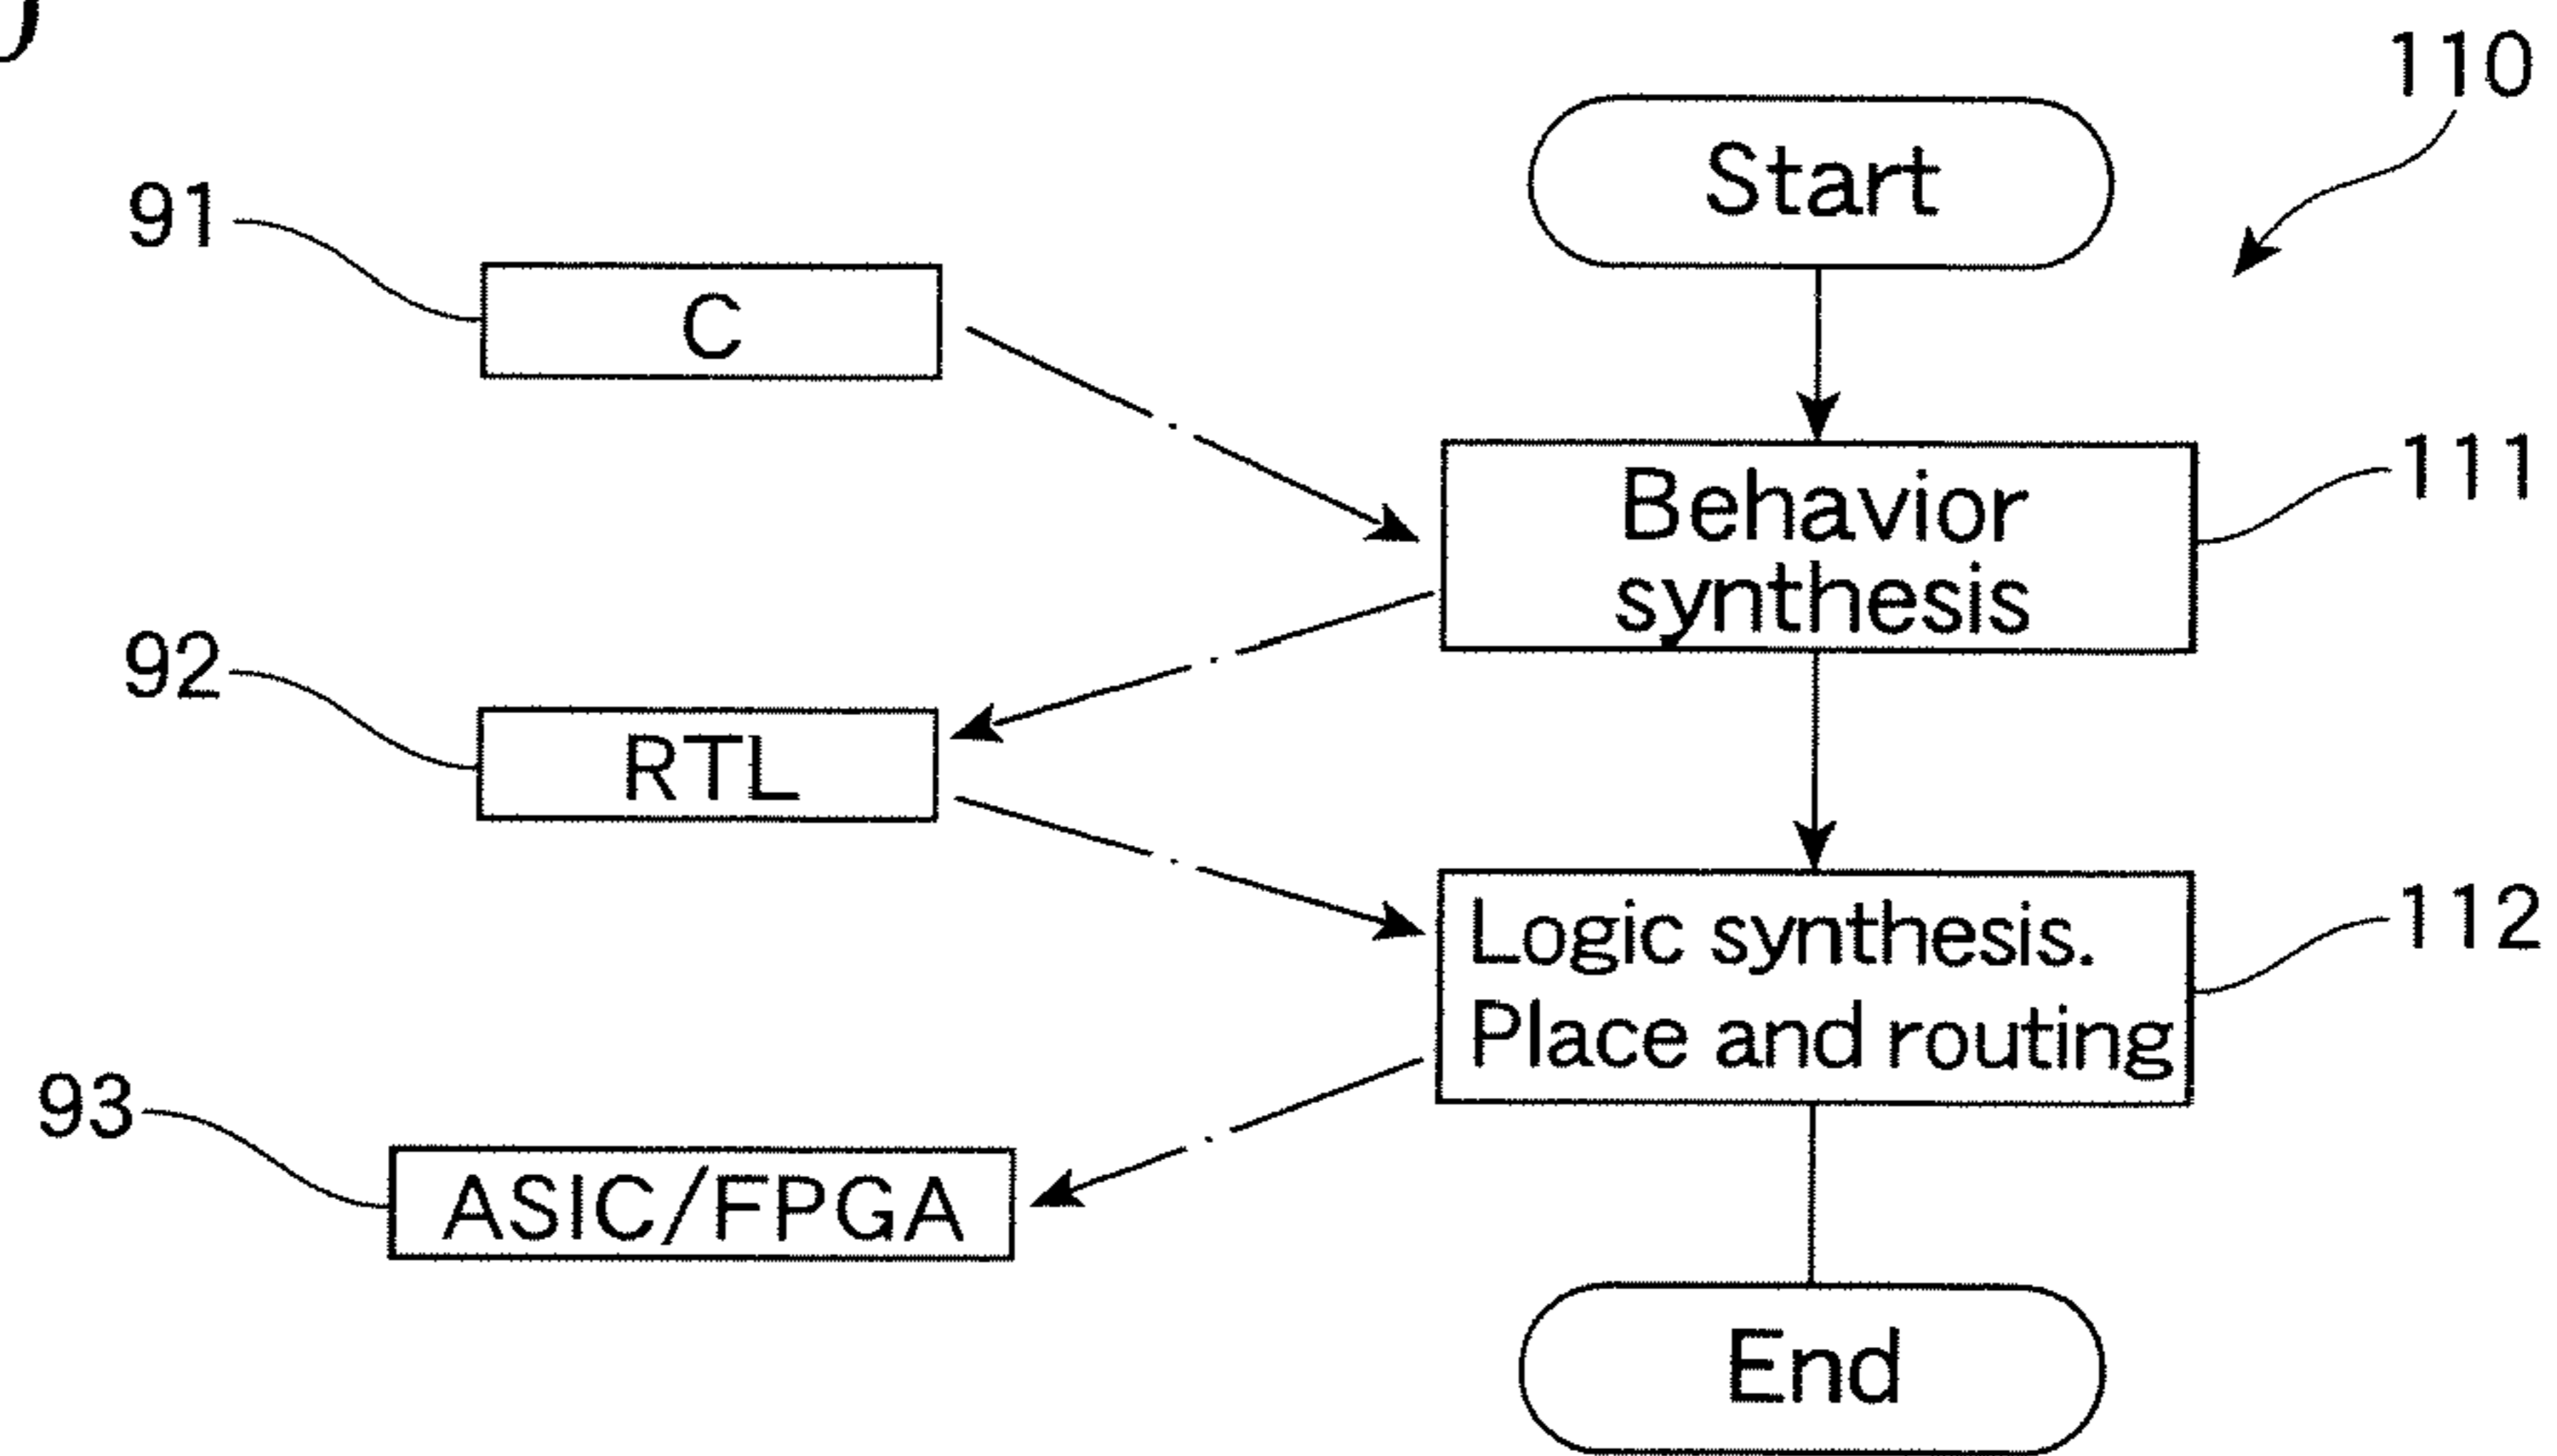 110
Start
91
C
111
Behavior
synthesis
92
RTL
112
Logic synthesis.
Place and routing
93
ASIC/FPGA
End